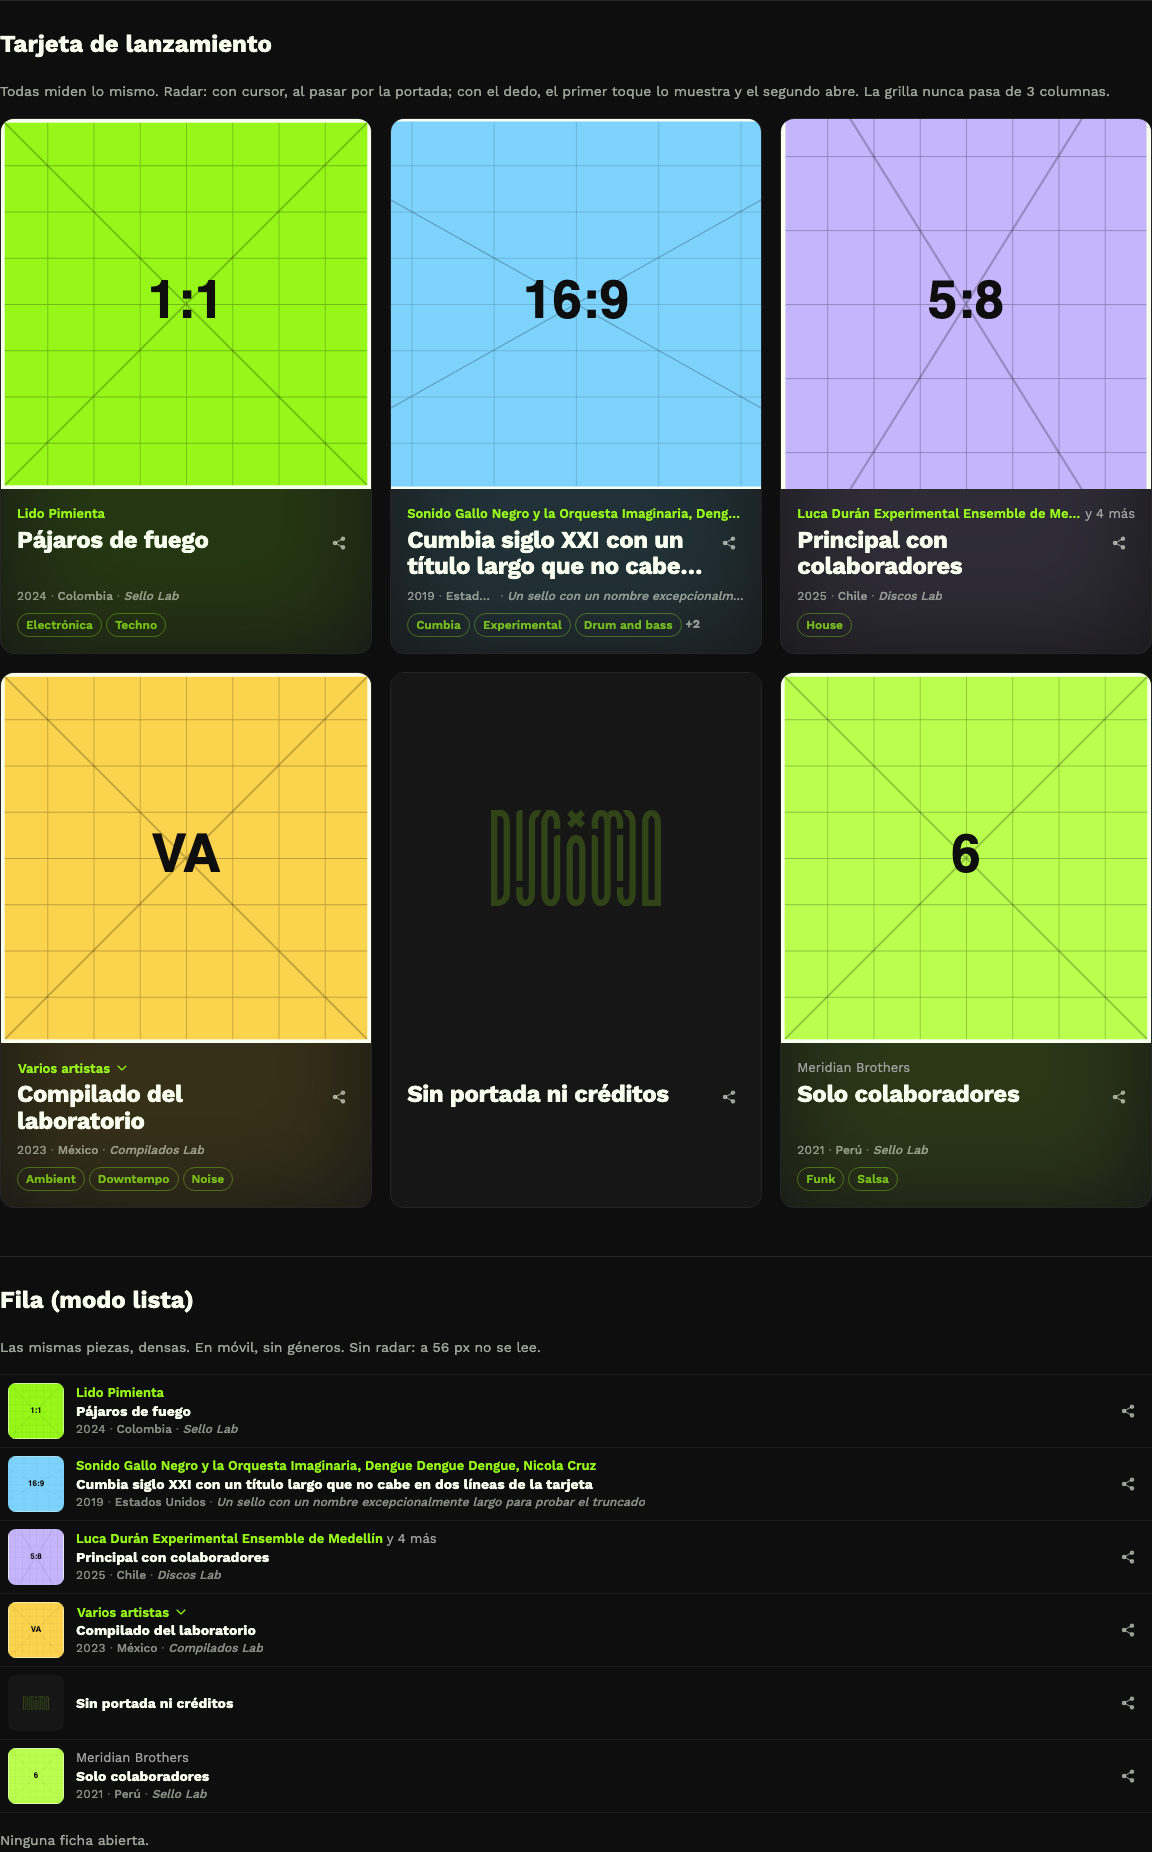 Tarjeta de lanzamiento
Todas miden lo mismo. Radar: con cursor, al pasar por la portada; con el dedo, el primer toque lo muestra y el segundo abre. La grilla nunca pasa de 3 columnas.
1:1
Lido Pimienta
Pájaros de fuego
2024 · Colombia · Sello Lab
Electrónica Techno
16:9
Sonido Gallo Negro y la Orquesta Imaginaria, Deng...
Cumbia siglo XXI con un
título largo que no cabe...
2019 · Estad... · Un sello con un nombre excepcionalm...
Cumbia Experimental Drum and bass +2
5:8
Luca Durán Experimental Ensemble de Me... y 4 más
Principal con
colaboradores
2025 · Chile · Discos Lab
House
VA
Varios artistas
Compilado del
laboratorio
2023 · México · Compilados Lab
Ambient Downtempo Noise
Sin portada ni créditos
6
Meridian Brothers
Solo colaboradores
2021 · Perú · Sello Lab
Funk Salsa
Fila (modo lista)
Las mismas piezas, densas. En móvil, sin géneros. Sin radar: a 56 px no se lee.
1:1
Lido Pimienta
Pájaros de fuego
2024 · Colombia · Sello Lab
16:9
Sonido Gallo Negro y la Orquesta Imaginaria, Dengue Dengue Dengue, Nicola Cruz
Cumbia siglo XXI con un título largo que no cabe en dos líneas de la tarjeta
2019 · Estados Unidos · Un sello con un nombre excepcionalmente largo para probar el truncado
5:8
Luca Durán Experimental Ensemble de Medellín y 4 más
Principal con colaboradores
2025 · Chile · Discos Lab
VA
Varios artistas
Compilado del laboratorio
2023 · México · Compilados Lab
Sin portada ni créditos
6
Meridian Brothers
Solo colaboradores
2021 · Perú · Sello Lab
Ninguna ficha abierta.